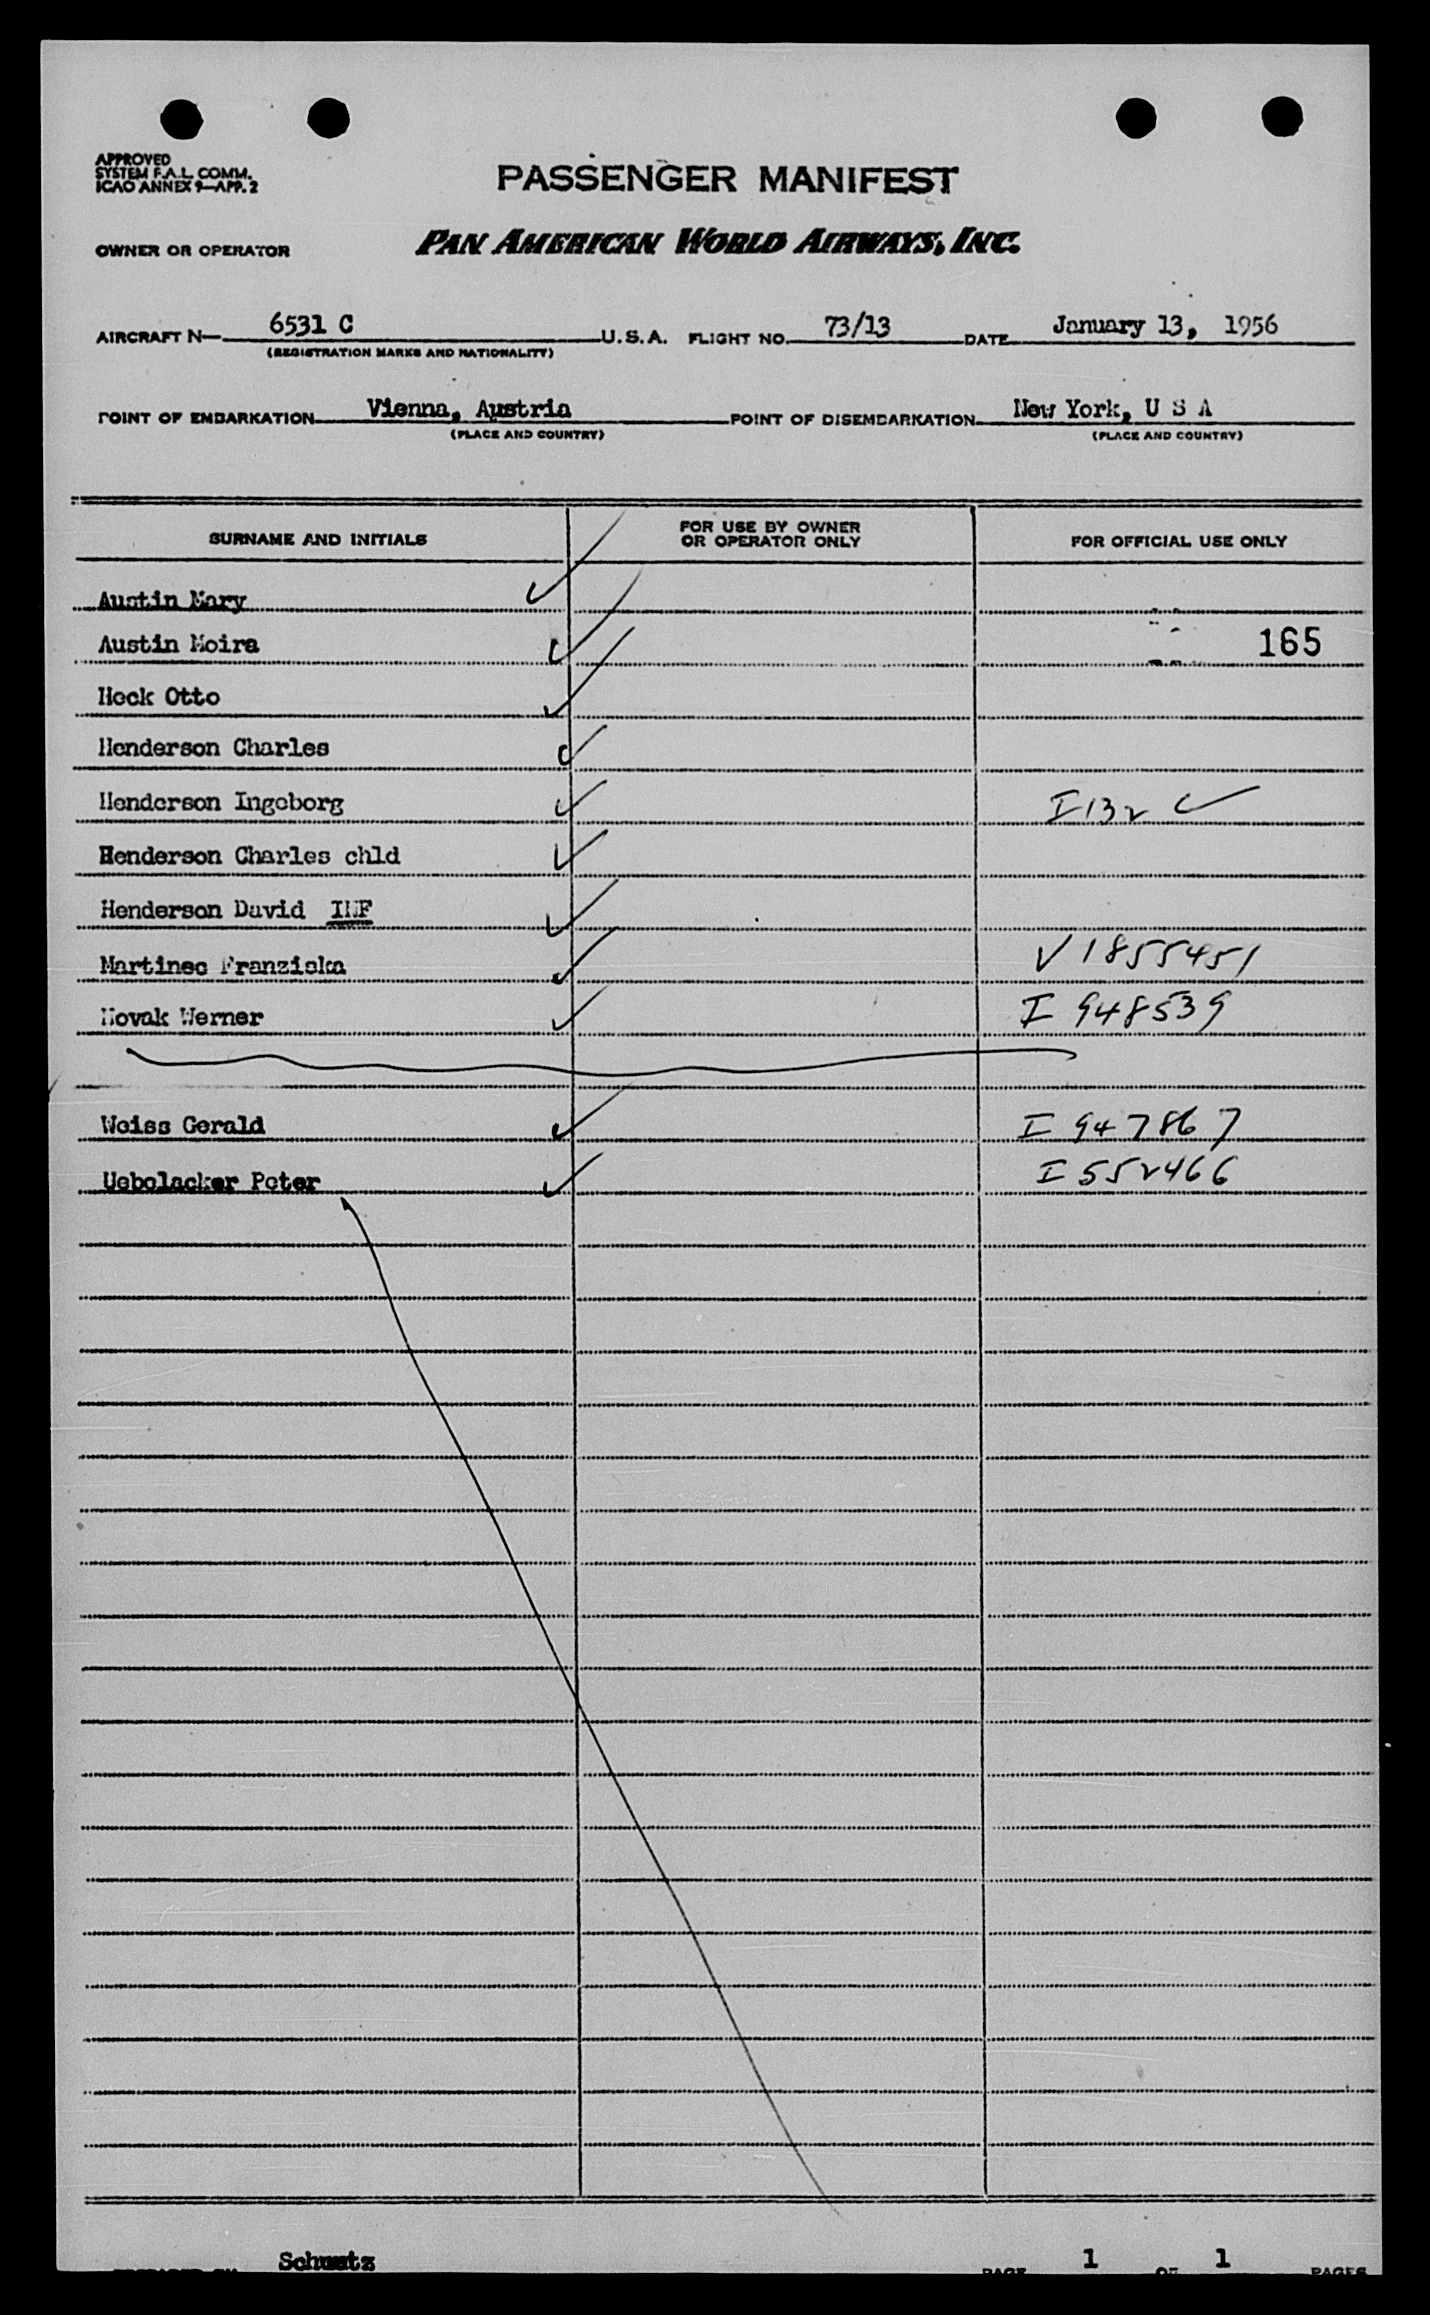 APPROVED
SYSTEM F.A.L. COMM.
ICAO ANNEX 9—APP. 2
PASSENGER MANIFEST
OWNER OR OPERATOR PAN AMERICAN WORLD AIRWAYS, INC.
AIRCRAFT N— 6531 C U.S.A. FLIGHT NO. 73/13 DATE January 13, 1956
(REGISTRATION MARKS AND NATIONALITY)
POINT OF EMBARKATION Vienna, Austria POINT OF DISEMBARKATION New York, U S A
(PLACE AND COUNTRY) (PLACE AND COUNTRY)
SURNAME AND INITIALS FOR USE BY OWNER OR OPERATOR ONLY FOR OFFICIAL USE ONLY
Austin Mary
Austin Moira 165
Heck Otto
Henderson Charles
Henderson Ingeborg I 132
Henderson Charles chld
Henderson David INF
Martinec Franziska V 1855451
Novak Werner I 948539
Weiss Gerald I 947867
Uebolacker Peter I 552466
Schustz
PAGE 1 OF 1 PAGES